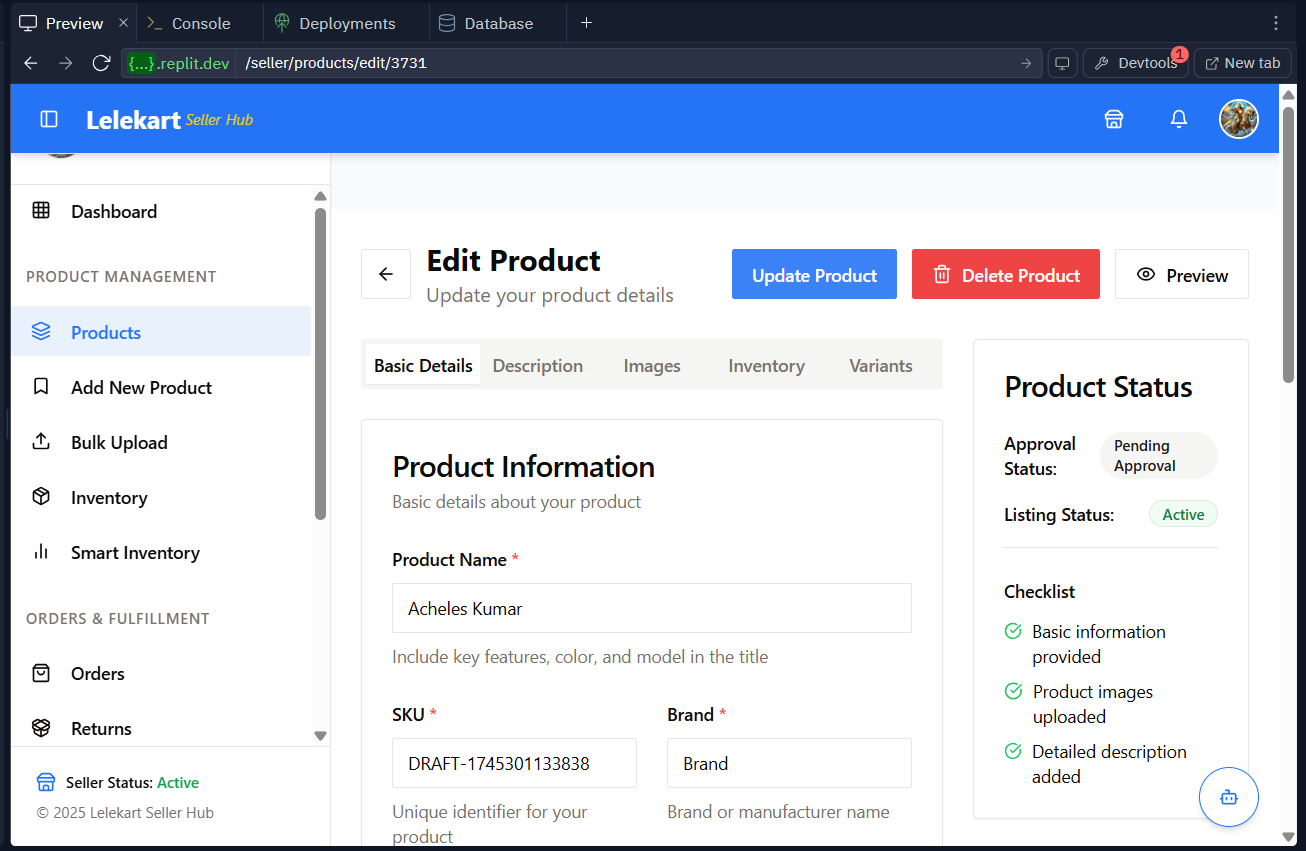 Preview
Console
Deployments
Database
{...}.replit.dev /seller/products/edit/3731
Devtools 1
New tab
Lelekart Seller Hub
Dashboard
PRODUCT MANAGEMENT
Products
Add New Product
Bulk Upload
Inventory
Smart Inventory
ORDERS & FULFILLMENT
Orders
Returns
Seller Status: Active
© 2025 Lelekart Seller Hub
Edit Product
Update your product details
Update Product
Delete Product
Preview
Basic Details Description Images Inventory Variants
Product Information
Basic details about your product
Product Name *
Acheles Kumar
Include key features, color, and model in the title
SKU *
DRAFT-1745301133838
Unique identifier for your
product
Brand *
Brand
Brand or manufacturer name
Product Status
Approval
Status:
Pending
Approval
Listing Status: Active
Checklist
Basic information
provided
Product images
uploaded
Detailed description
added